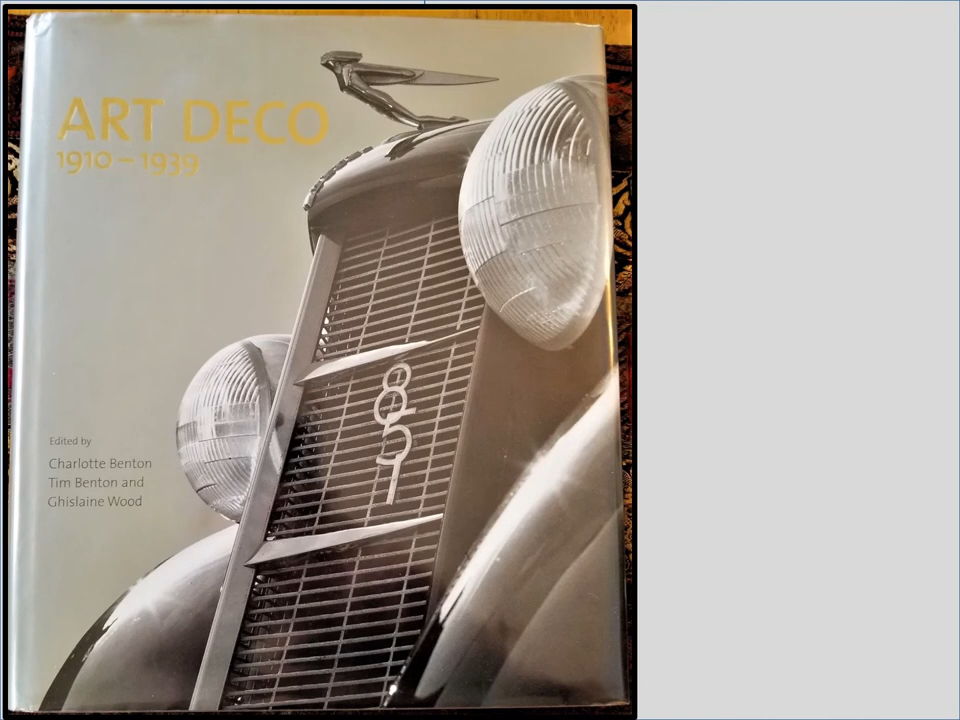 ART DECO
1910 – 1939
Edited by
Charlotte Benton
Tim Benton and
Ghislaine Wood